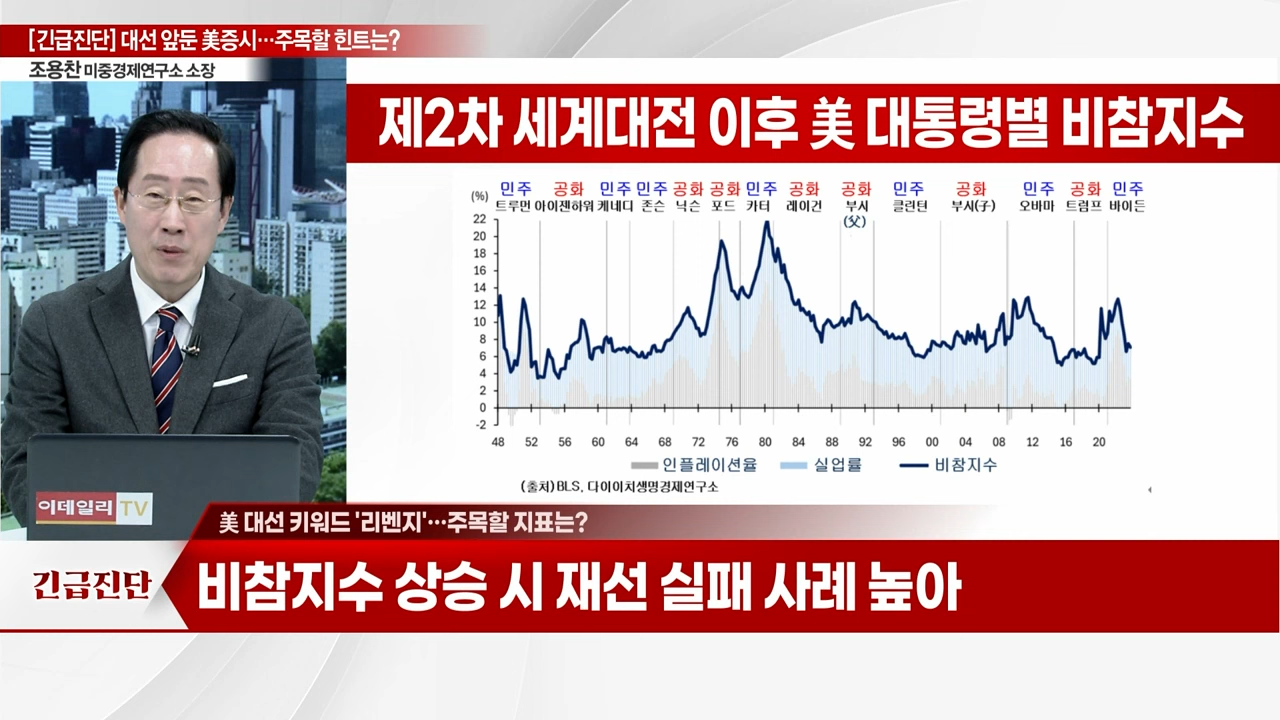 [긴급진단] 대선 앞둔 美증시…주목할 힌트는?
조용찬 미중경제연구소 소장
제2차 세계대전 이후 美 대통령별 비참지수
민주 공화 민주 민주 공화 공화 민주 공화 공화 민주 공화 민주 공화 민주
(%) 트루먼 아이젠하워 케네디 존슨 닉슨 포드 카터 레이건 부시 클린턴 부시(子) 오바마 트럼프 바이든
(父)
22
20
18
16
14
12
10
8
6
4
2
0
-2
48 52 56 60 64 68 72 76 80 84 88 92 96 00 04 08 12 16 20
인플레이션율 실업률 비참지수
(출처)BLS, 다이이치생명경제연구소
이데일리 TV
美 대선 키워드 '리벤지'…주목할 지표는?
긴급진단
비참지수 상승 시 재선 실패 사례 높아